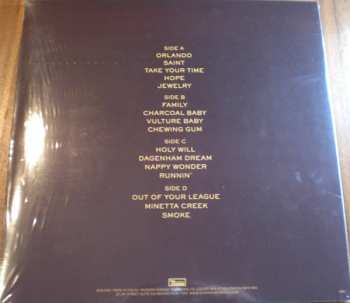 SIDE A
ORLANDO
SAINT
TAKE YOUR TIME
HOPE
JEWELRY
SIDE B
FAMILY
CHARCOAL BABY
VULTURE BABY
CHEWING GUM
SIDE C
HOLY WILL
DAGENHAM DREAM
NAPPY WONDER
RUNNIN'
SIDE D
OUT OF YOUR LEAGUE
MINETTA CREEK
SMOKE
Domino